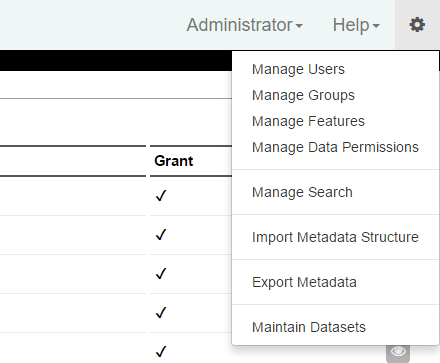 Administrator Help
Manage Users
Manage Groups
Manage Features
Manage Data Permissions
Grant
Manage Search
Import Metadata Structure
Export Metadata
Maintain Datasets